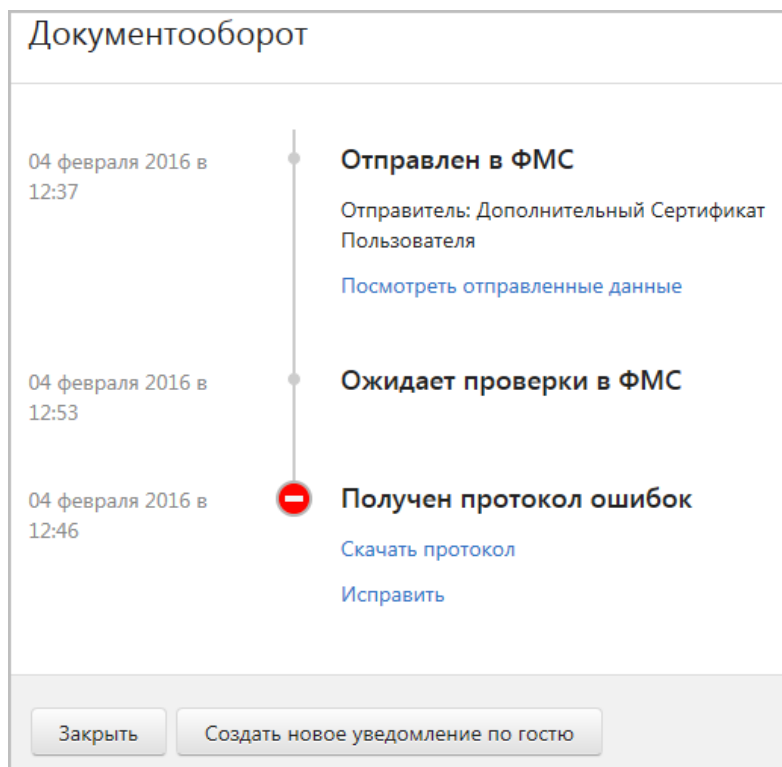 Документооборот
04 февраля 2016 в
12:37
Отправлен в ФМС
Отправитель: Дополнительный Сертификат
Пользователя
Посмотреть отправленные данные
04 февраля 2016 в
12:53
Ожидает проверки в ФМС
04 февраля 2016 в
12:46
Получен протокол ошибок
Скачать протокол
Исправить
Закрыть
Создать новое уведомление по гостю